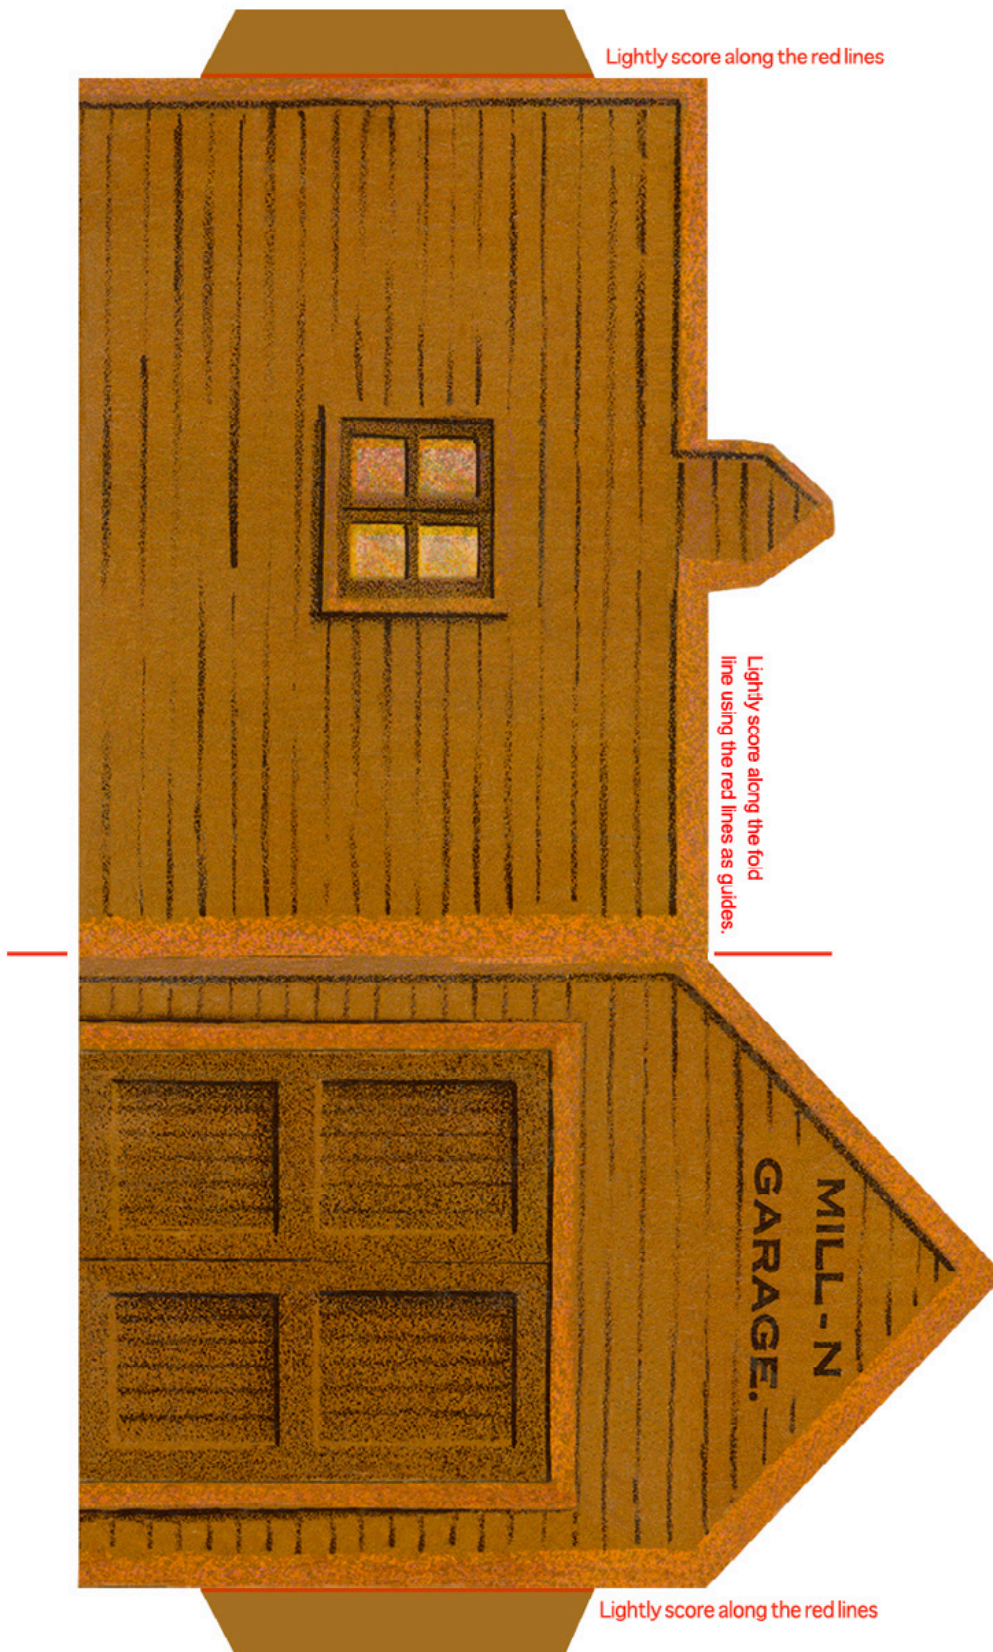 Lightly score along the red lines
Lightly score along the fold
line using the red lines as guides.
MILL-N
GARAGE.
Lightly score along the red lines